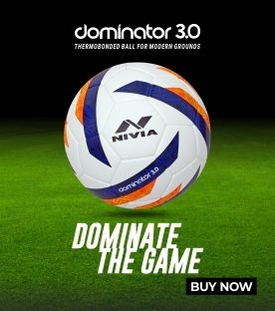 dominator 3.0
THERMOBONDED BALL FOR MODERN GROUNDS
NIVIA
dominator 3.0
DOMINATE
THE GAME
BUY NOW